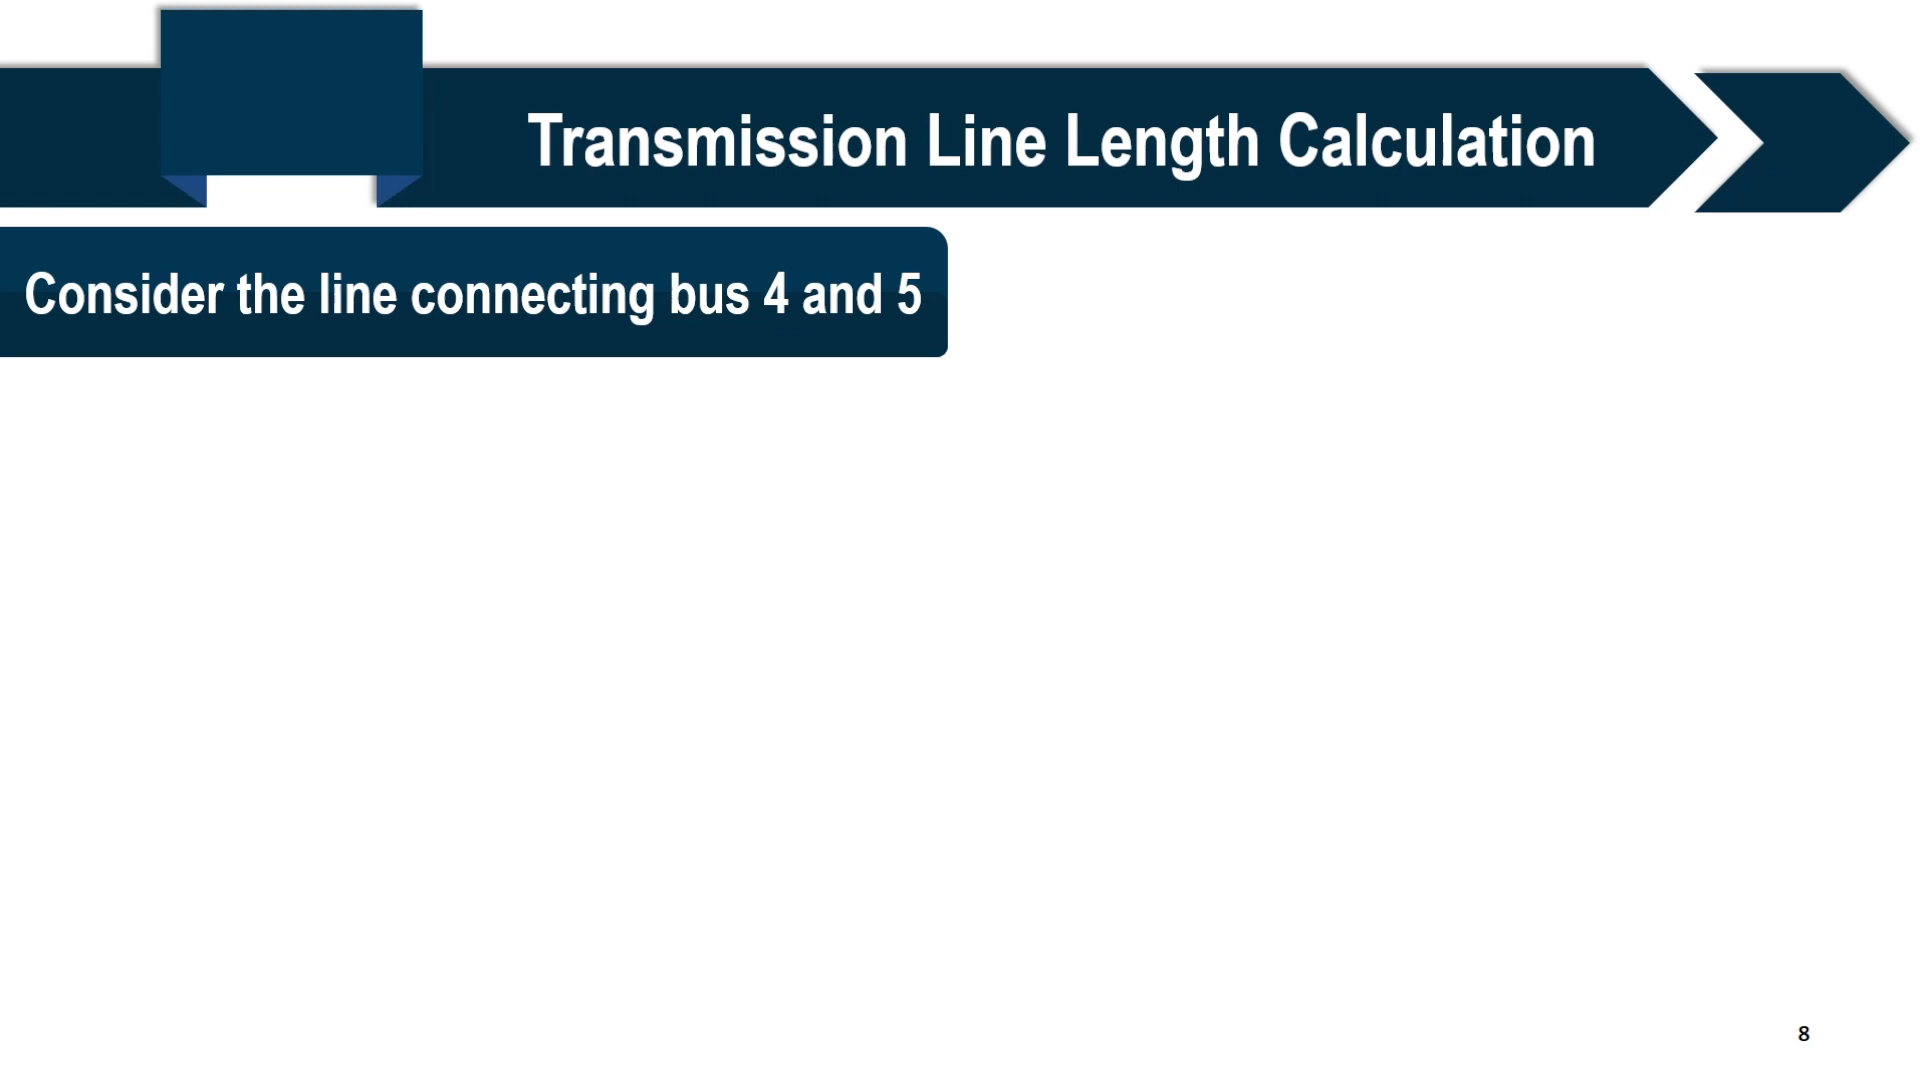 Transmission Line Length Calculation
Consider the line connecting bus 4 and 5
8